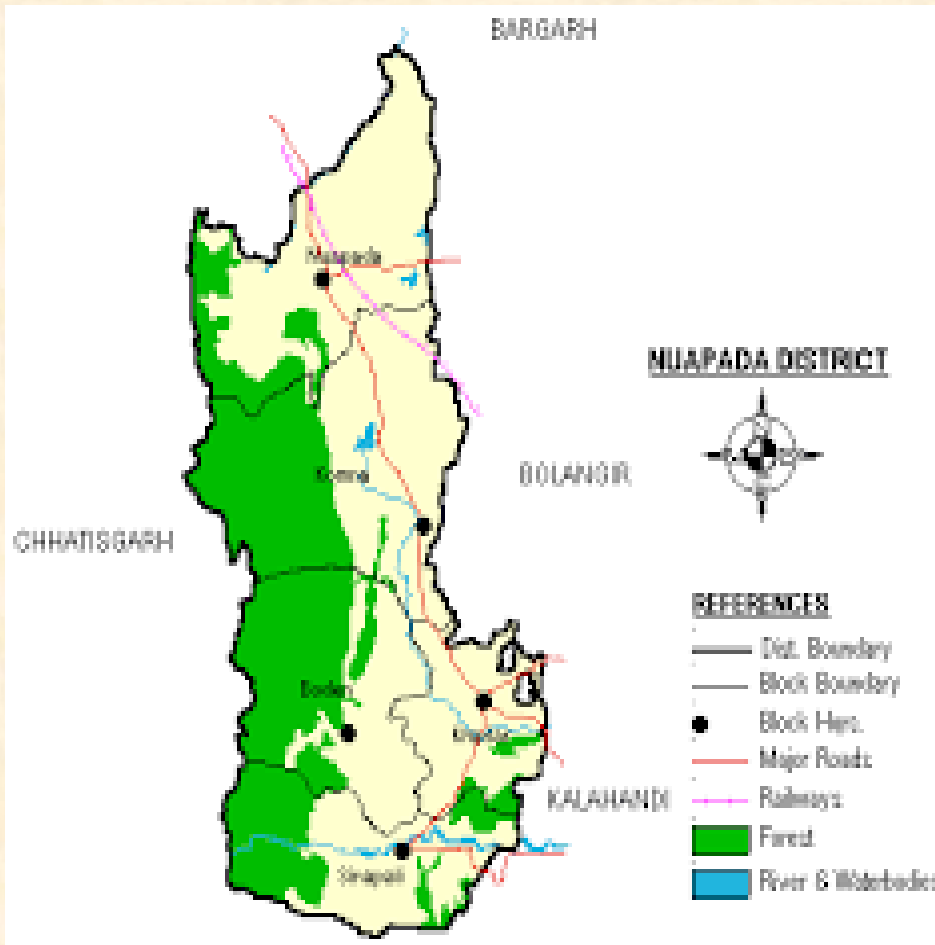 BARGARH
Nuapada
NUAPADA DISTRICT
Komna
BOLANGIR
CHHATISGARH
REFERENCES
Dist. Boundary
Block Boundary
Boden
Block Hqrs.
Major Roads
KALAHANDI
Railways
Forest
Sinapali
River & Waterbodies